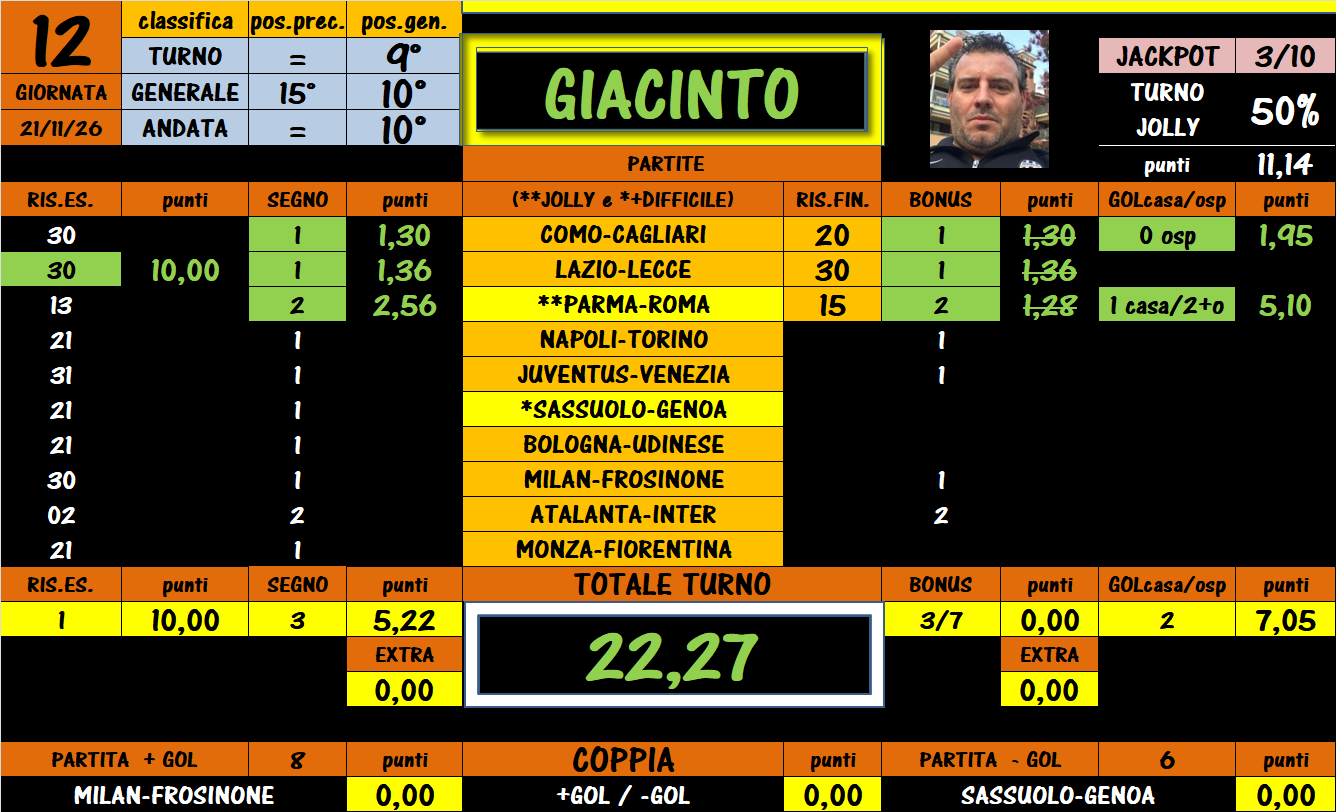 12 classifica pos.prec. pos.gen.
TURNO = 9°
GIORNATA GENERALE 15° 10°
21/11/26 ANDATA = 10°
GIACINTO
JACKPOT 3/10
TURNO JOLLY 50%
punti 11,14
PARTITE
RIS.ES. punti SEGNO punti (**JOLLY e *+DIFFICILE) RIS.FIN. BONUS punti GOLcasa/osp punti
30 1 1,30 COMO-CAGLIARI 20 1 1,30 0 osp 1,95
30 10,00 1 1,36 LAZIO-LECCE 30 1 1,36
13 2 2,56 **PARMA-ROMA 15 2 1,28 1 casa/2+o 5,10
21 1 NAPOLI-TORINO 1
31 1 JUVENTUS-VENEZIA 1
21 1 *SASSUOLO-GENOA
21 1 BOLOGNA-UDINESE
30 1 MILAN-FROSINONE 1
02 2 ATALANTA-INTER 2
21 1 MONZA-FIORENTINA
RIS.ES. punti SEGNO punti TOTALE TURNO BONUS punti GOLcasa/osp punti
1 10,00 3 5,22 22,27 3/7 0,00 2 7,05
EXTRA EXTRA
0,00 0,00
PARTITA + GOL 8 punti COPPIA punti PARTITA - GOL 6 punti
MILAN-FROSINONE 0,00 +GOL / -GOL 0,00 SASSUOLO-GENOA 0,00